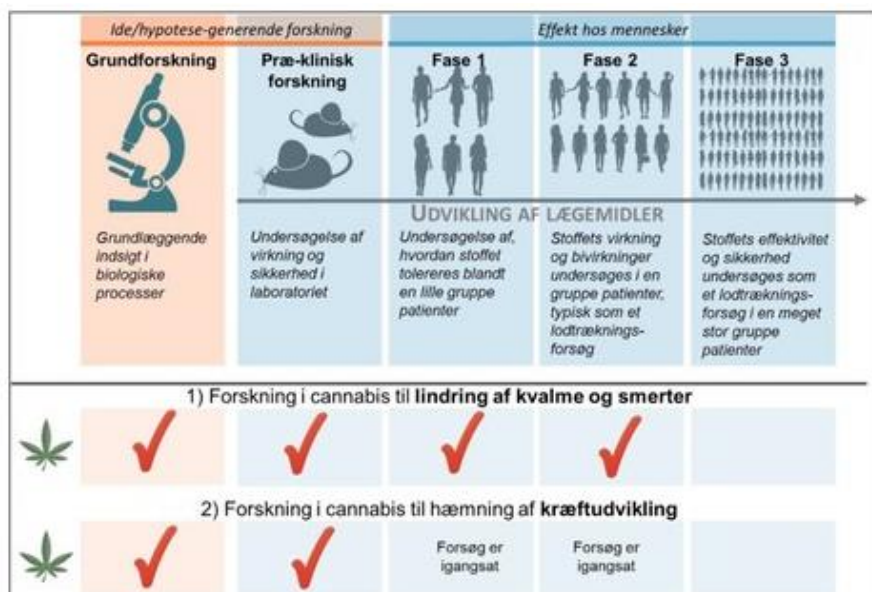 Ide/hypotese-generende forskning
Effekt hos mennesker
Grundforskning
Præ-klinisk
forskning
Fase 1
Fase 2
Fase 3
UDVIKLING AF LÆGEMIDLER
Grundlæggende
indsigt i
biologiske
processer
Undersøgelse af
virkning og
sikkerhed i
laboratoriet
Undersøgelse af,
hvordan stoffet
tolereres blandt
en lille gruppe
patienter
Stoffets virkning
og bivirkninger
undersøges i en
gruppe patienter,
typisk som et
lodtræknings-
forsøg
Stoffets effektivitet
og sikkerhed
undersøges som
et lodtræknings-
forsøg i en meget
stor gruppe
patienter
1) Forskning i cannabis til lindring af kvalme og smerter
2) Forskning i cannabis til hæmning af kræftudvikling
Forsøg er
igangsat
Forsøg er
igangsat